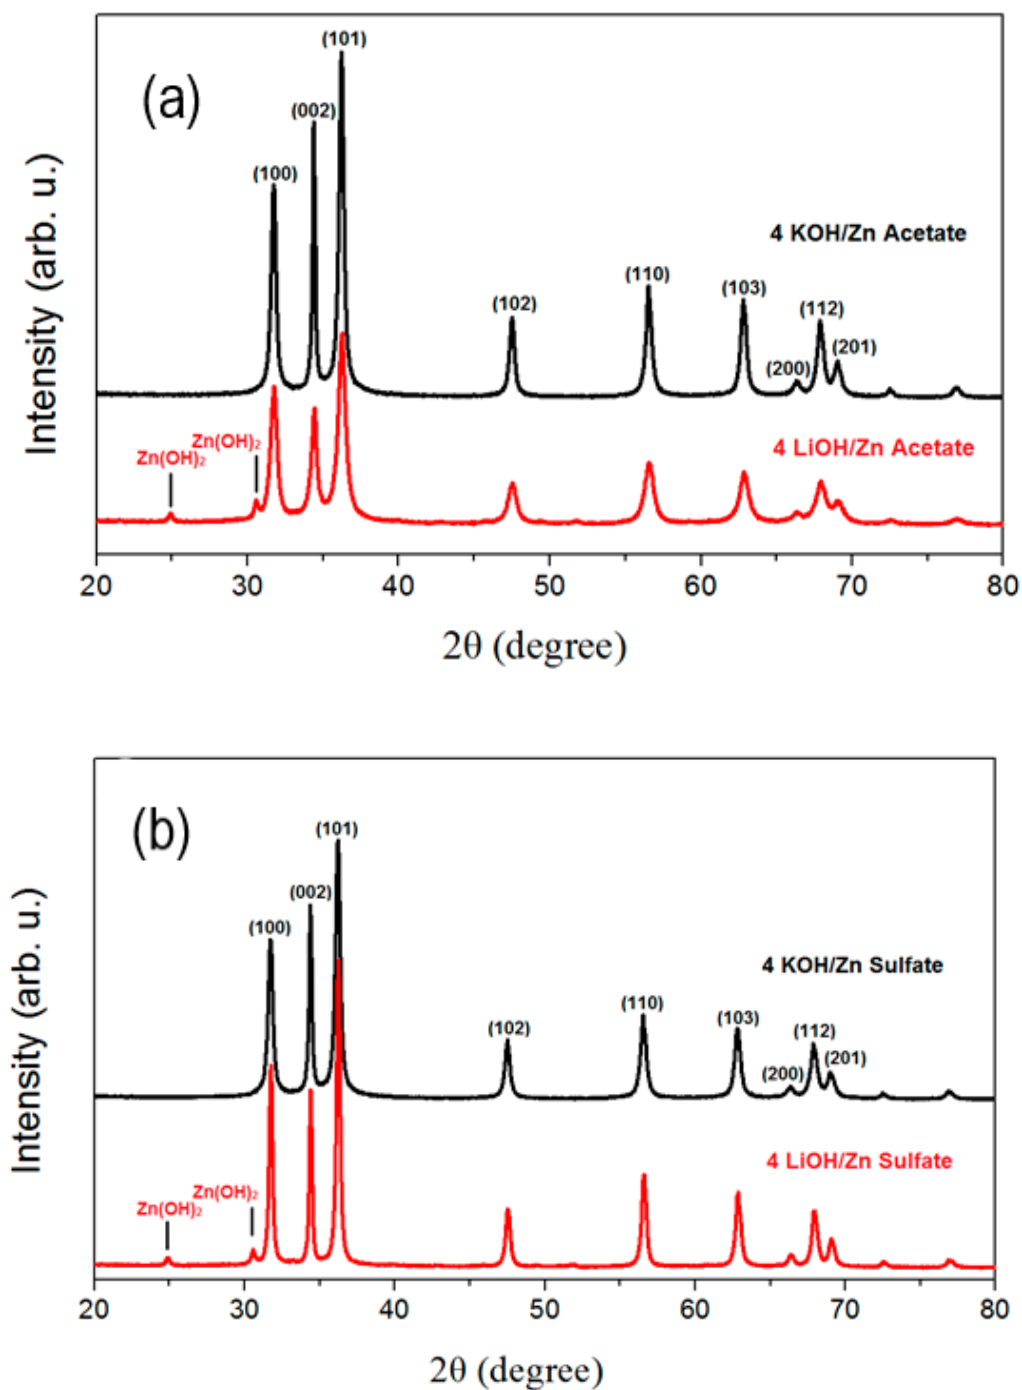 (a)
(101)
(002)
(100)
4 KOH/Zn Acetate
(110)
(103)
(102)
(112)
(201)
(200)
Zn(OH)₂
Zn(OH)₂
4 LiOH/Zn Acetate
Intensity (arb. u.)
20 30 40 50 60 70 80
2θ (degree)
(b)
(101)
(002)
(100)
4 KOH/Zn Sulfate
(110)
(103)
(102)
(112)
(201)
(200)
4 LiOH/Zn Sulfate
Zn(OH)₂
Zn(OH)₂
Intensity (arb. u.)
20 30 40 50 60 70 80
2θ (degree)